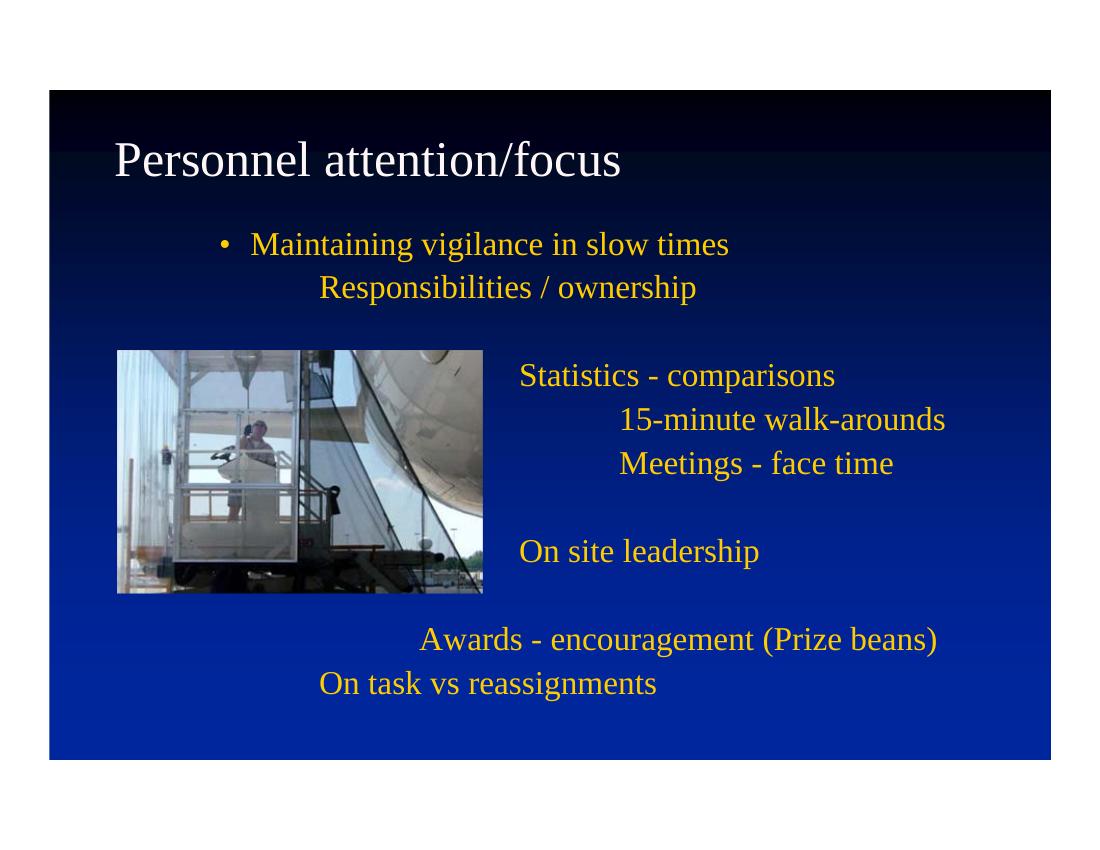 Personnel attention/focus
• Maintaining vigilance in slow times
Responsibilities / ownership
Statistics - comparisons
15-minute walk-arounds
Meetings - face time
On site leadership
Awards - encouragement (Prize beans)
On task vs reassignments